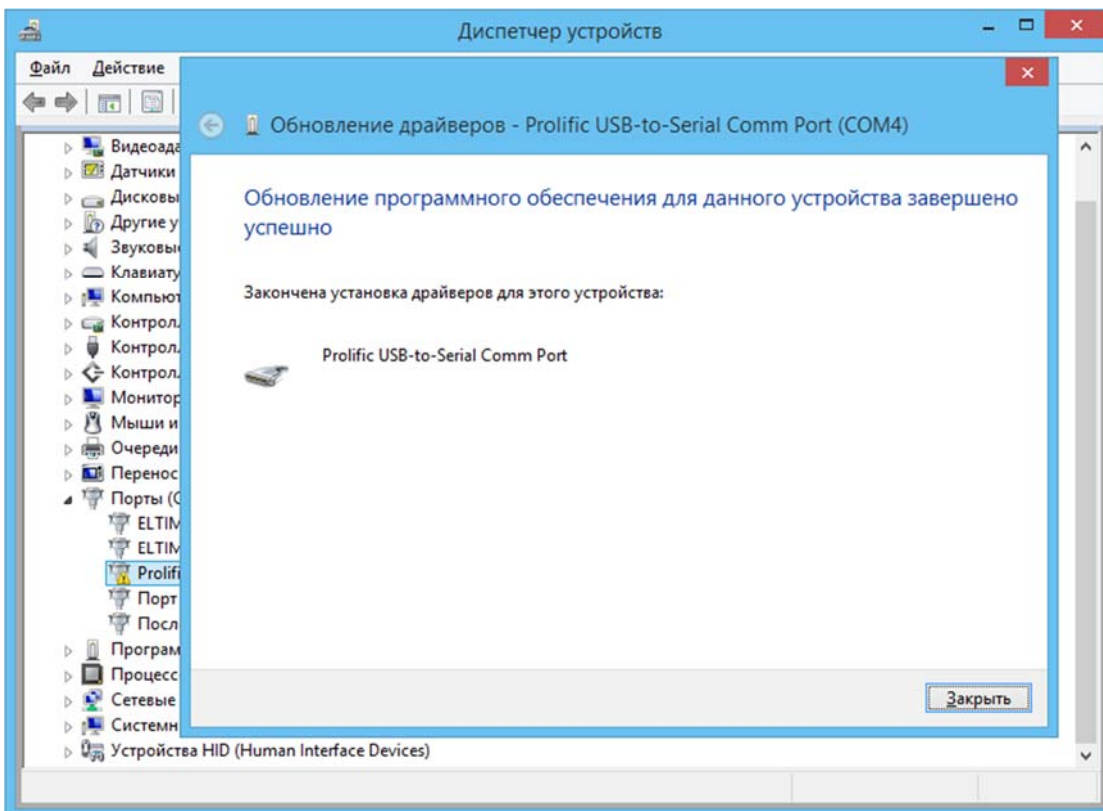 Диспетчер устройств
Файл Действие
Обновление драйверов - Prolific USB-to-Serial Comm Port (COM4)
Обновление программного обеспечения для данного устройства завершено
успешно
Закончена установка драйверов для этого устройства:
Prolific USB-to-Serial Comm Port
Закрыть
Видеоада
Датчики
Дисковы
Другие у
Звуковы
Клавиату
Компьют
Контрол
Контрол
Контрол
Монитор
Мыши и
Очереди
Перенос
Порты (С
ELTIM
ELTIM
Prolifi
Порт
Посл
Програм
Процесс
Сетевые
Системн
Устройства HID (Human Interface Devices)